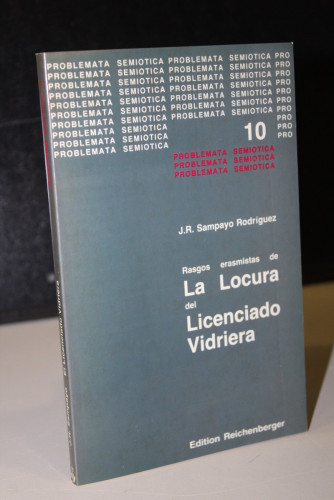 PROBLEMATA SEMIOTICA PROBLEMATA SEMIOTICA PRO
PROBLEMATA SEMIOTICA PROBLEMATA SEMIOTICA PRO
PROBLEMATA SEMIOTICA PROBLEMATA SEMIOTICA PRO
PROBLEMATA SEMIOTICA PROBLEMATA SEMIOTICA PRO
PROBLEMATA SEMIOTICA PROBLEMATA SEMIOTICA PRO
PROBLEMATA SEMIOTICA PROBLEMATA SEMIOTICA PRO
PROBLEMATA SEMIOTICA PROBLEMATA SEMIOTICA PRO
PROBLEMATA SEMIOTICA PRO
PROBLEMATA SEMIOTICA 10 PRO
PROBLEMATA SEMIOTICA
PROBLEMATA SEMIOTICA
PROBLEMATA SEMIOTICA
PROBLEMATA SEMIOTICA
J.R. Sampayo Rodríguez
Rasgos erasmistas de
La Locura
del
Licenciado
Vidriera
Edition Reichenberger